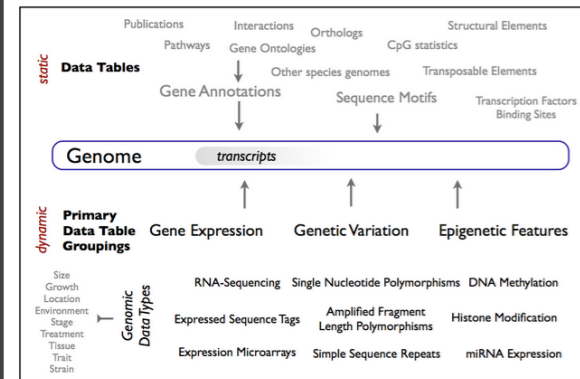 Publications
Interactions
Orthologs
Structural Elements
Pathways
Gene Ontologies
CpG statistics
static
Data Tables
Other species genomes
Transposable Elements
Gene Annotations
Sequence Motifs
Transcription Factors
Binding Sites
Genome
transcripts
dynamic
Primary
Data Table
Groupings
Gene Expression
Genetic Variation
Epigenetic Features
Size
Growth
Location
Environment
Stage
Treatment
Tissue
Trait
Strain
Genomic
Data Types
RNA-Sequencing
Single Nucleotide Polymorphisms
DNA Methylation
Expressed Sequence Tags
Amplified Fragment
Length Polymorphisms
Histone Modification
Expression Microarrays
Simple Sequence Repeats
miRNA Expression